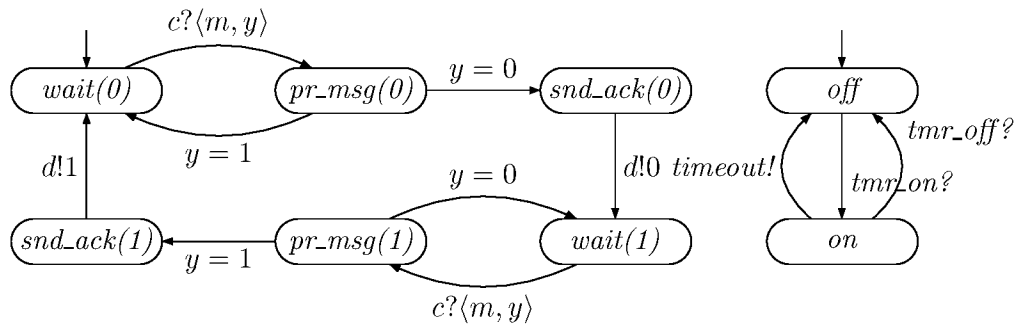 c?⟨m, y⟩
wait(0)
pr_msg(0)
y = 0
snd_ack(0)
off
y = 1
tmr_off?
d!1
y = 0
d!0
timeout!
tmr_on?
snd_ack(1)
y = 1
pr_msg(1)
wait(1)
on
c?⟨m, y⟩